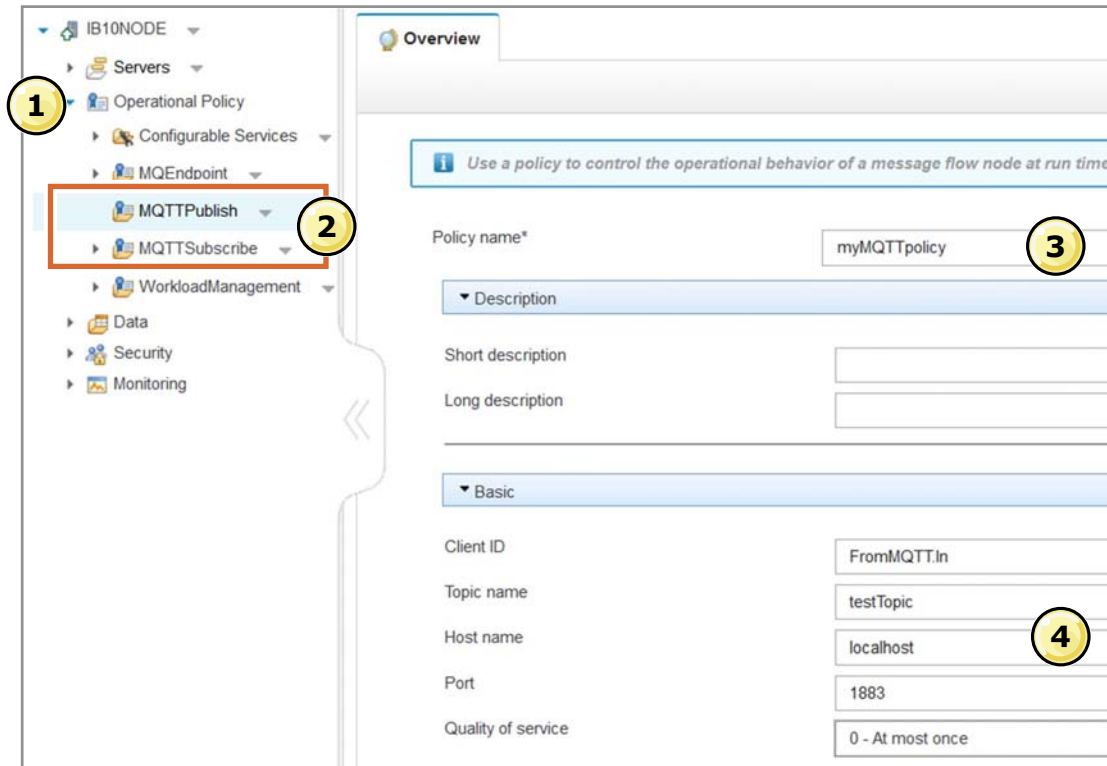 IB10NODE
Servers
1
Operational Policy
Configurable Services
MQEndpoint
MQTTPublish
2
MQTTSubscribe
WorkloadManagement
Data
Security
Monitoring
Overview
Use a policy to control the operational behavior of a message flow node at run time
Policy name*
myMQTTpolicy
3
Description
Short description
Long description
Basic
Client ID
FromMQTT.In
Topic name
testTopic
Host name
localhost
4
Port
1883
Quality of service
0 - At most once